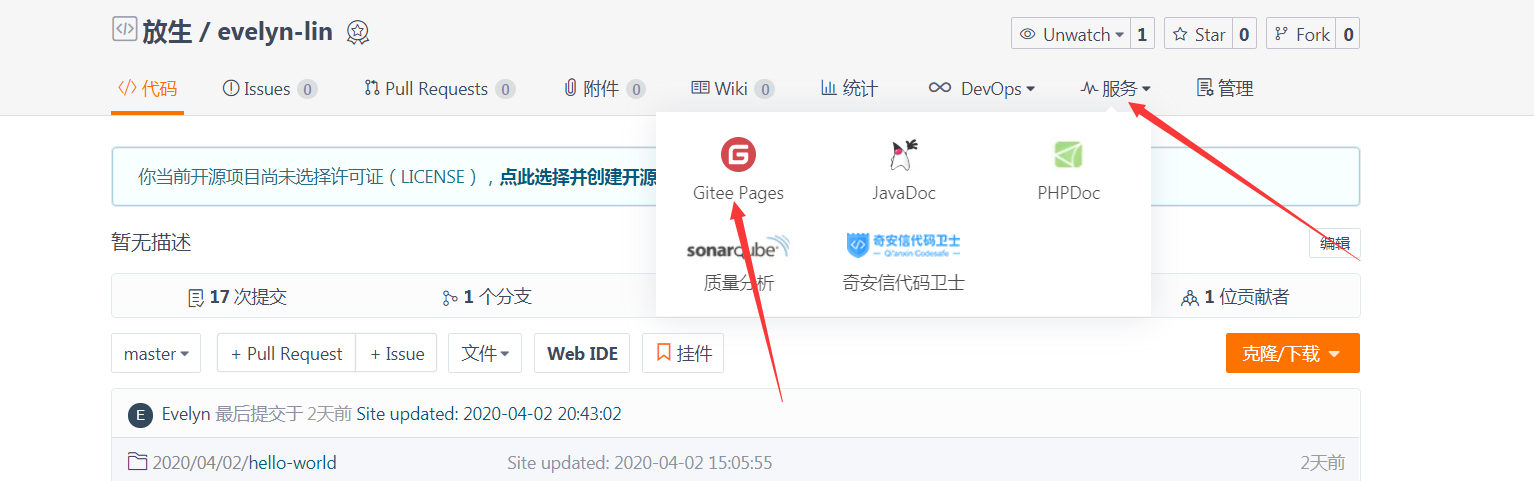 放生 / evelyn-lin
Unwatch 1 Star 0 Fork 0
代码 Issues 0 Pull Requests 0 附件 0 Wiki 0 统计 DevOps 服务 管理
Gitee Pages JavaDoc PHPDoc
sonarqube 奇安信代码卫士
Qi'anxin Codesafe
质量分析 奇安信代码卫士
你当前开源项目尚未选择许可证（LICENSE），点此选择并创建开源
暂无描述 编辑
17 次提交 1 个分支 1 位贡献者
master + Pull Request + Issue 文件 Web IDE 挂件 克隆/下载
E Evelyn 最后提交于 2天前 Site updated: 2020-04-02 20:43:02
2020/04/02/hello-world Site updated: 2020-04-02 15:05:55 2天前